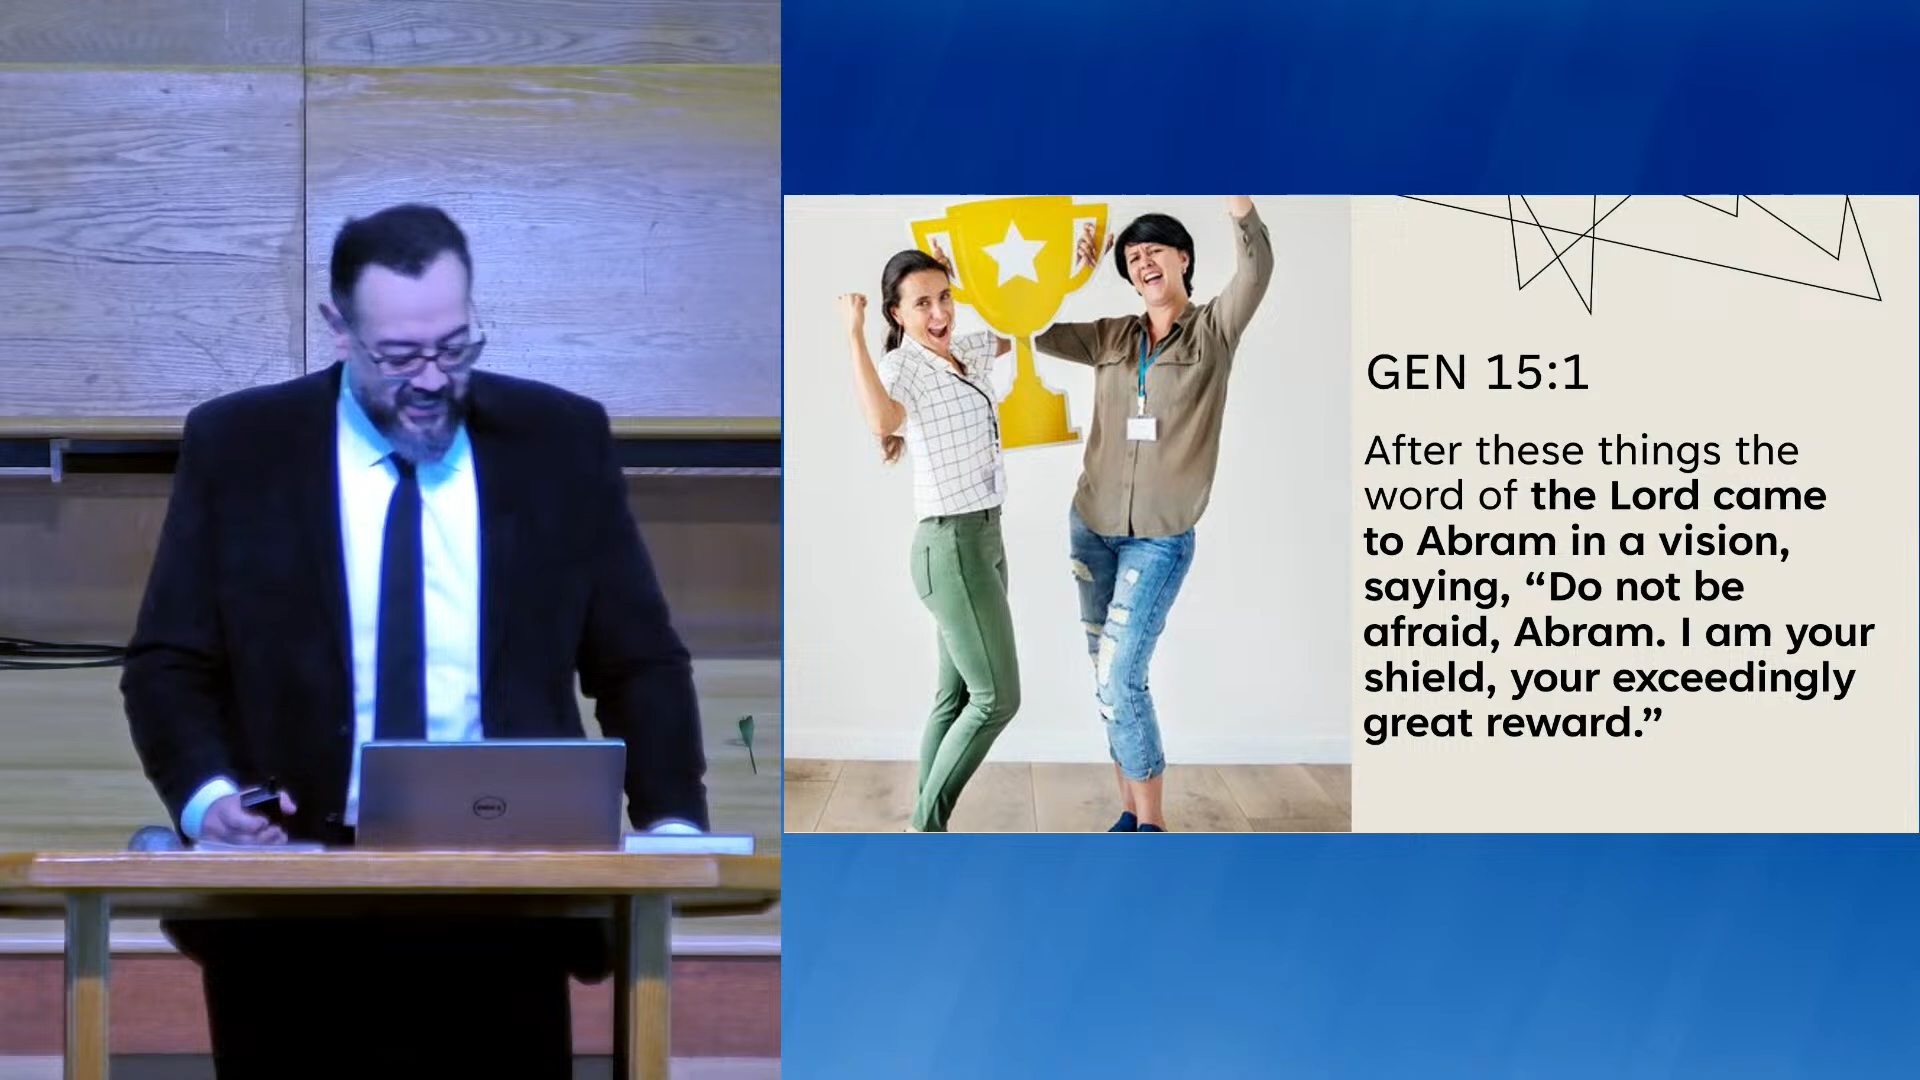 GEN 15:1
After these things the
word of the Lord came
to Abram in a vision,
saying, “Do not be
afraid, Abram. I am your
shield, your exceedingly
great reward.”
DELL